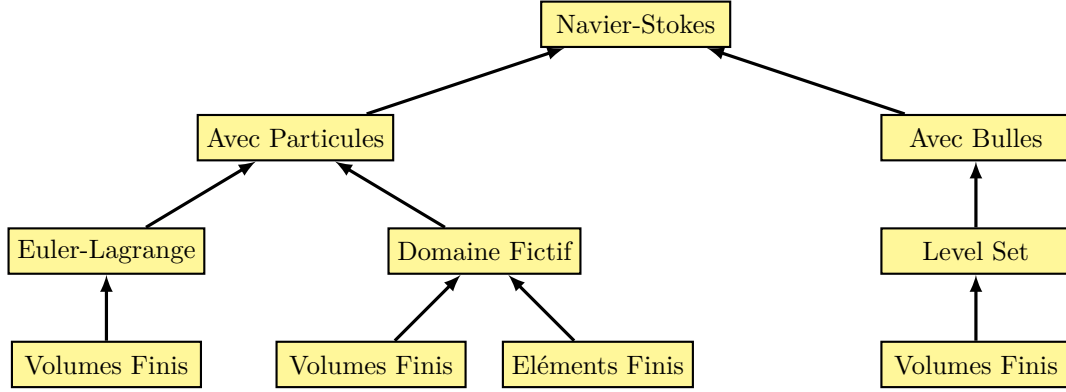 Navier-Stokes
Avec Particules
Avec Bulles
Euler-Lagrange
Domaine Fictif
Level Set
Volumes Finis
Volumes Finis
Eléments Finis
Volumes Finis